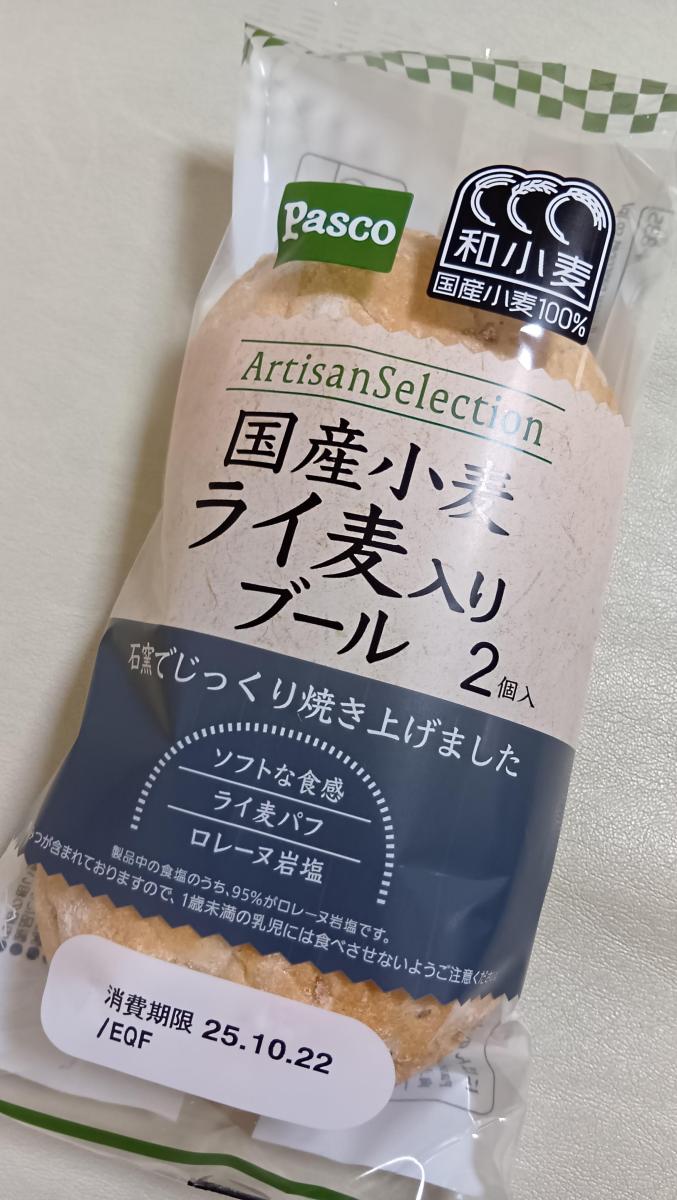 Pasco
和小麦
国産小麦100%
ArtisanSelection
国産小麦
ライ麦入り
ブール
2個入
石窯でじっくり焼き上げました
ソフトな食感
ライ麦パフ
ロレーヌ岩塩
製品中の食塩のうち、95%がロレーヌ岩塩です。
つが含まれておりますので、1歳未満の乳児には食べさせないようご注意くださ
消費期限 25.10.22
/EQF